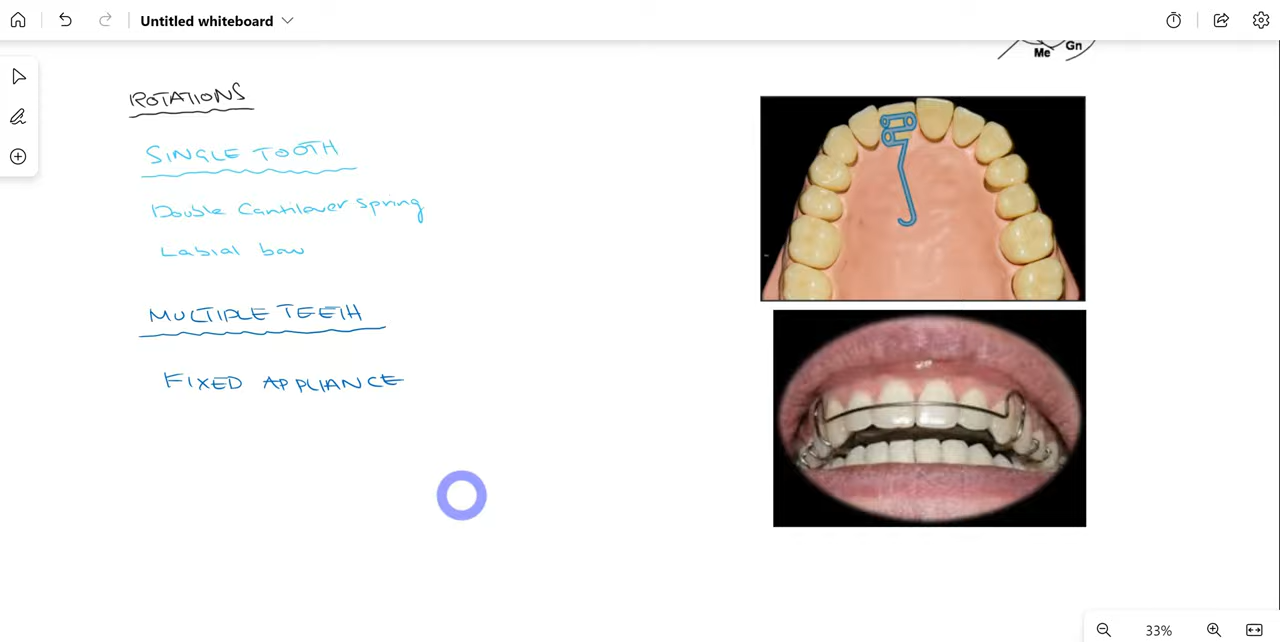 Untitled whiteboard
Me Gn
ROTATIONS
SINGLE TOOTH
Double Cantilever spring
Labial bow
MULTIPLE TEETH
FIXED APPLIANCE
33%